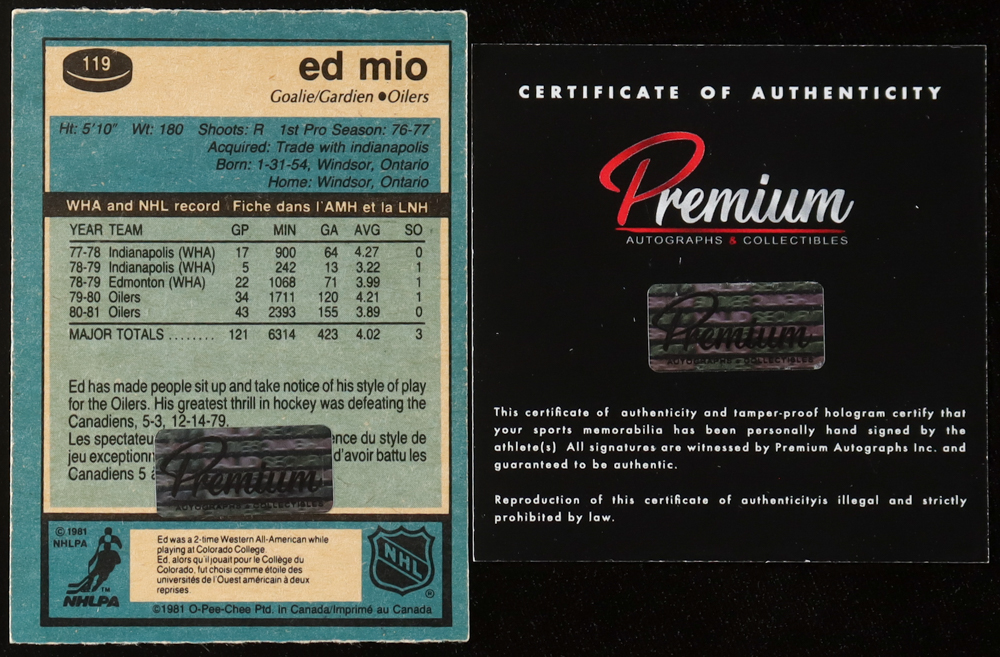 119
ed mio
Goalie/Gardien ●Oilers
Ht: 5'10" Wt: 180 Shoots: R 1st Pro Season: 76-77
Acquired: Trade with indianapolis
Born: 1-31-54, Windsor, Ontario
Home: Windsor, Ontario
WHA and NHL record Fiche dans l'AMH et la LNH
YEAR TEAM GP MIN GA AVG SO
77-78 Indianapolis (WHA) 17 900 64 4.27 0
78-79 Indianapolis (WHA) 5 242 13 3.22 1
78-79 Edmonton (WHA) 22 1068 71 3.99 1
79-80 Oilers 34 1711 120 4.21 1
80-81 Oilers 43 2393 155 3.89 0
MAJOR TOTALS ........ 121 6314 423 4.02 3
Ed has made people sit up and take notice of his style of play
for the Oilers. His greatest thrill in hockey was defeating the
Canadiens, 5-3, 12-14-79.
Les spectateu ence du style de
jeu exceptionn d'avoir battu les
Canadiens 5 à
Premium
AUTOGRAPHS & COLLECTIBLES
© 1981
NHLPA
TM
NHLPA
Ed was a 2-time Western All-American while
playing at Colorado College.
Ed, alors qu'il jouait pour le Collège du
Colorado, fut choisi comme étoile des
universités de l'Ouest américain à deux
reprises.
NHL
®
©1981 O-Pee-Chee Ptd. in Canada/Imprimé au Canada
CERTIFICATE OF AUTHENTICITY
Premium
AUTOGRAPHS & COLLECTIBLES
Premium
AUTOGRAPHS & COLLECTIBLES
This certificate of authenticity and tamper-proof hologram certify that
your sports memorabilia has been personally hand signed by the
athlete(s) All signatures are witnessed by Premium Autographs Inc. and
guaranteed to be authentic.
Reproduction of this certificate of authenticityis illegal and strictly
prohibited by law.